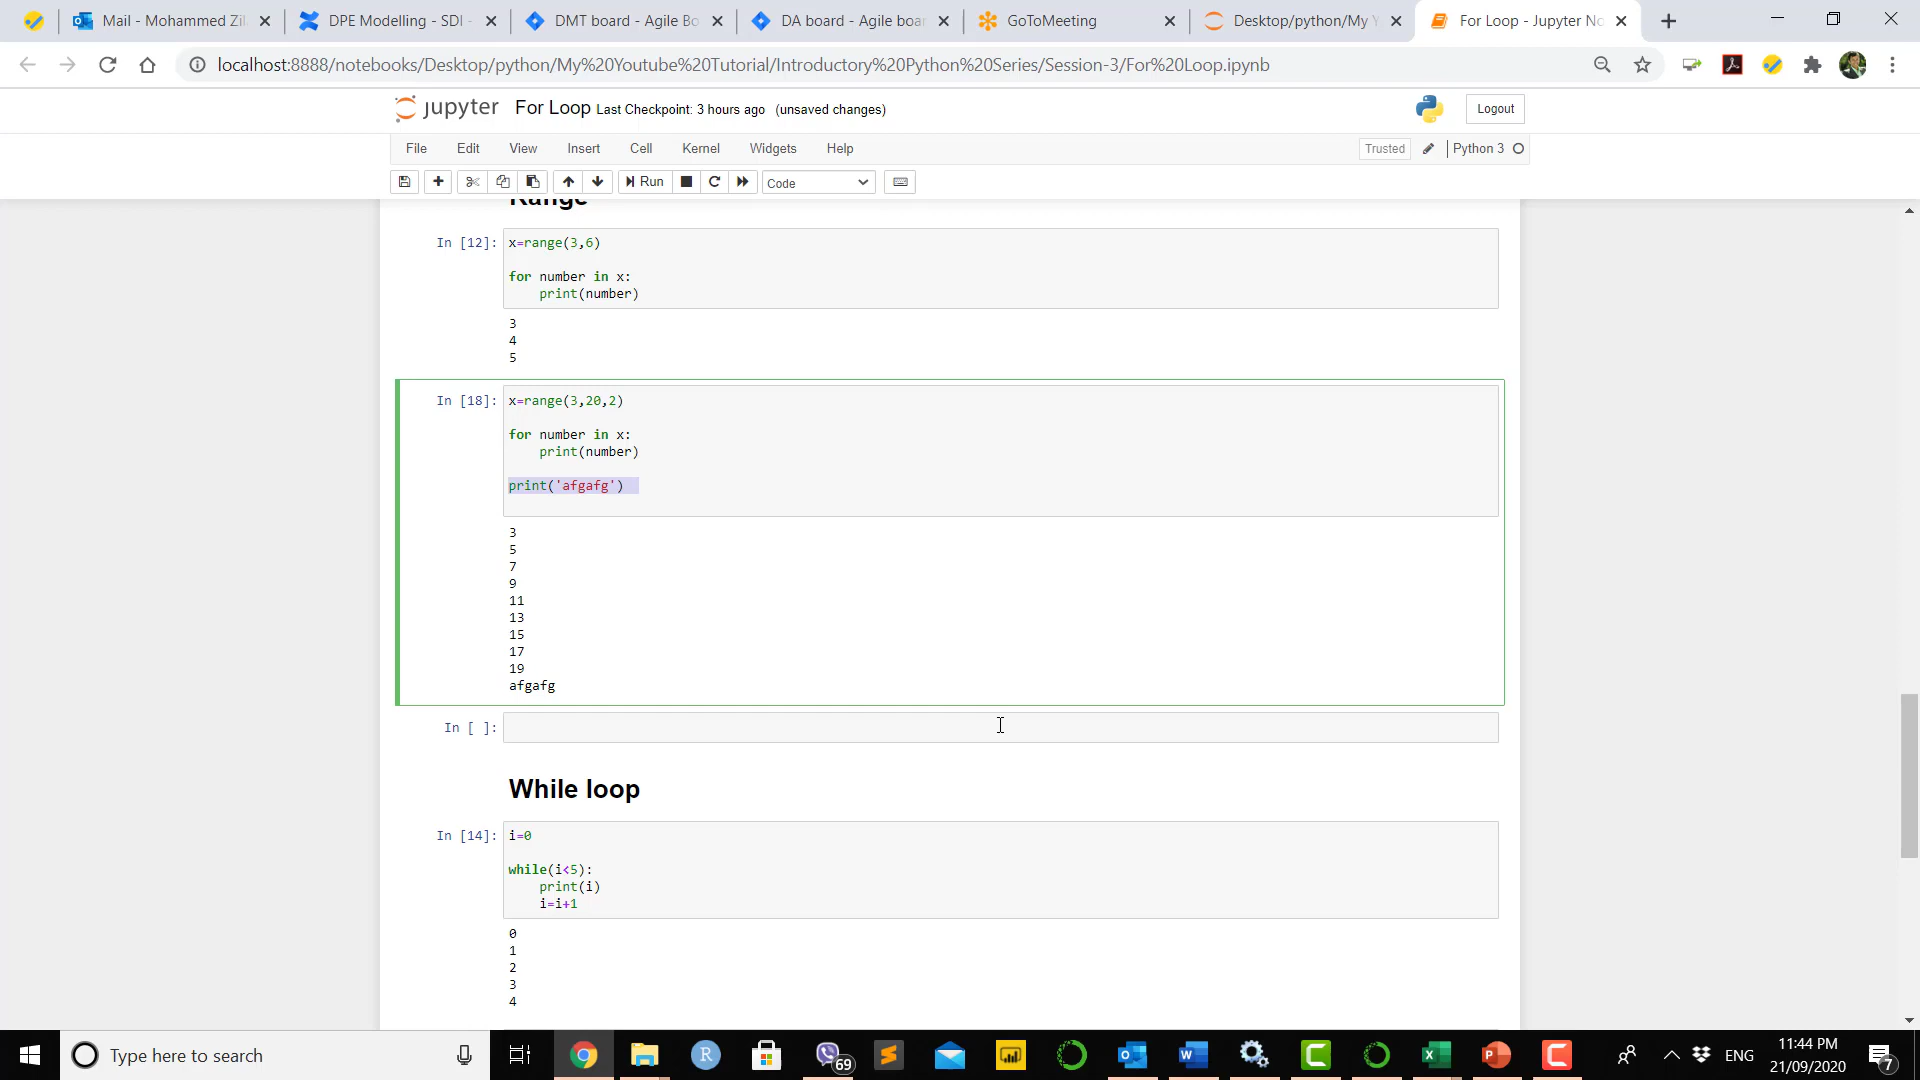 Mail - Mohammed Zil
DPE Modelling - SDI -
DMT board - Agile Bo
DA board - Agile boar
GoToMeeting
Desktop/python/My Y
For Loop - Jupyter No
localhost:8888/notebooks/Desktop/python/My%20Youtube%20Tutorial/Introductory%20Python%20Series/Session-3/For%20Loop.ipynb
jupyter For Loop Last Checkpoint: 3 hours ago (unsaved changes)
Logout
File Edit View Insert Cell Kernel Widgets Help
Trusted
Python 3
Run
Code
Range
In [12]: x=range(3,6)
for number in x:
print(number)
3
4
5
In [18]: x=range(3,20,2)
for number in x:
print(number)
print('afgafg')
3
5
7
9
11
13
15
17
19
afgafg
In [ ]:
While loop
In [14]: i=0
while(i<5):
print(i)
i=i+1
0
1
2
3
4
Type here to search
R
69
ENG
11:44 PM
21/09/2020
7